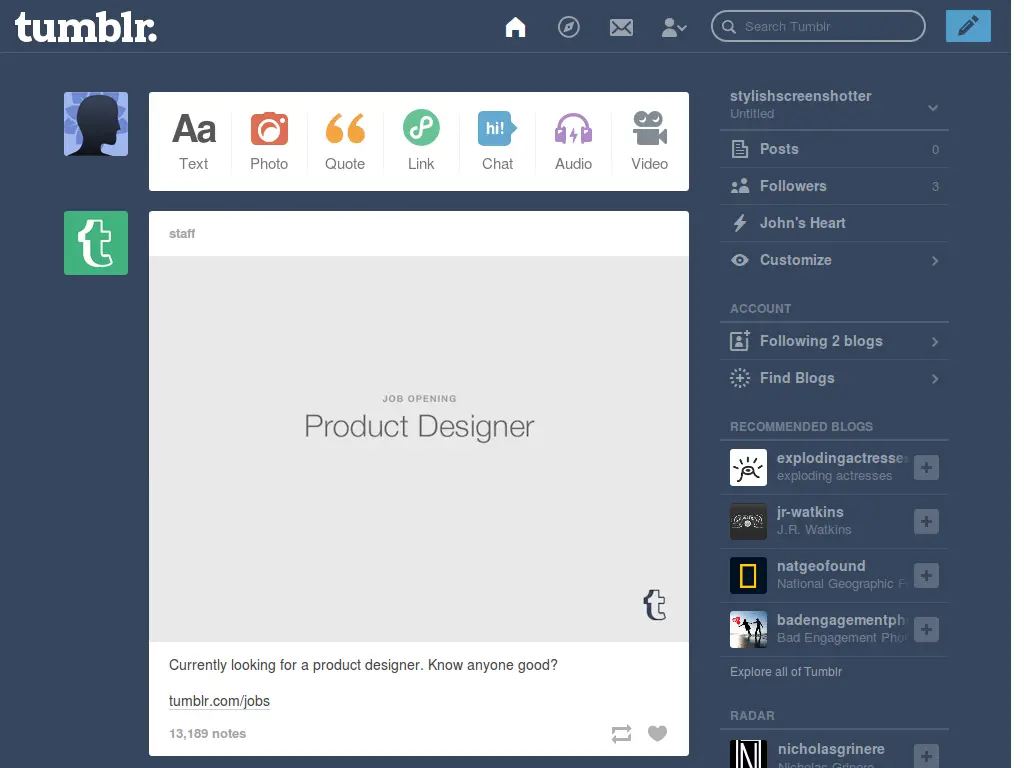 tumblr.
Search Tumblr
Aa
hi!
Text
Photo
Quote
Link
Chat
Audio
Video
staff
JOB OPENING
Product Designer
t
Currently looking for a product designer. Know anyone good?
tumblr.com/jobs
13,189 notes
stylishscreenshotter
Untitled
Posts 0
Followers 3
John's Heart
Customize
ACCOUNT
Following 2 blogs
Find Blogs
RECOMMENDED BLOGS
explodingactresse
exploding actresses
jr-watkins
J.R. Watkins
natgeofound
National Geographic F
badengagementph
Bad Engagement Pho
Explore all of Tumblr
RADAR
nicholasgrinere
Nicholas Grinere